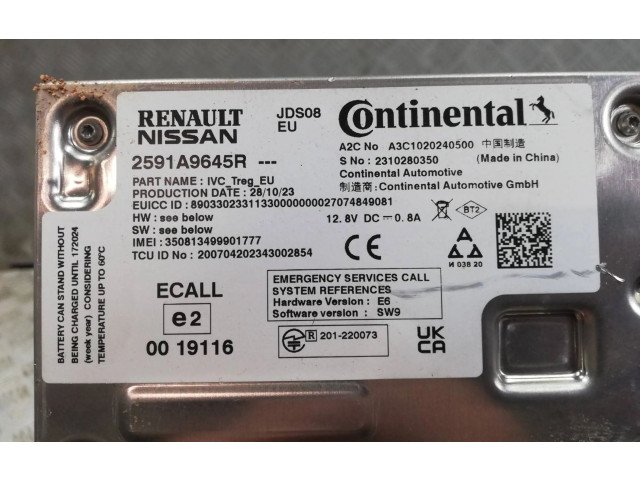 RENAULT
NISSAN
JDS08
EU
Continental
2591A9645R ---
A2C No A3C1020240500 中国制造
S No : 2310280350 (Made in China)
Continental Automotive
制造商: Continental Automotive GmbH
PART NAME : IVC_Treg_EU
PRODUCTION DATE : 28/10/23
EUICC ID : 89033023311330000000027074849081
HW : see below
12.8V DC 0.8A
SW : see below
IMEI : 350813499901777
TCU ID No : 200704202343002854
CE
BT2
И 038 20
BATTERY CAN STAND WITHOUT
BEING CHARGED UNTIL 172024
(week year) CONSIDERING
TEMPERATURE UP TO 60°C
ECALL
e2
00 19116
EMERGENCY SERVICES CALL
SYSTEM REFERENCES
Hardware Version : E6
Software version : SW9
R 201-220073
UK
CA